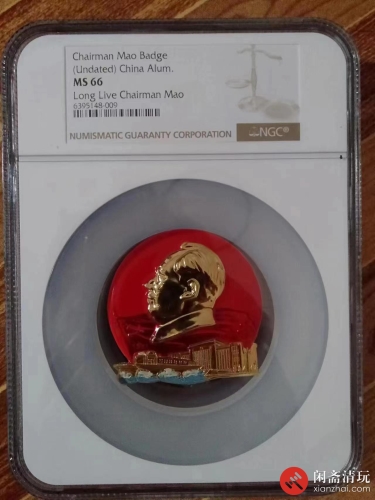 Chairman Mao Badge
(Undated) China Alum.
MS 66
Long Live Chairman Mao
6395148-009
NUMISMATIC GUARANTY CORPORATION
NGC®
闲斋清玩
xianzhai.com